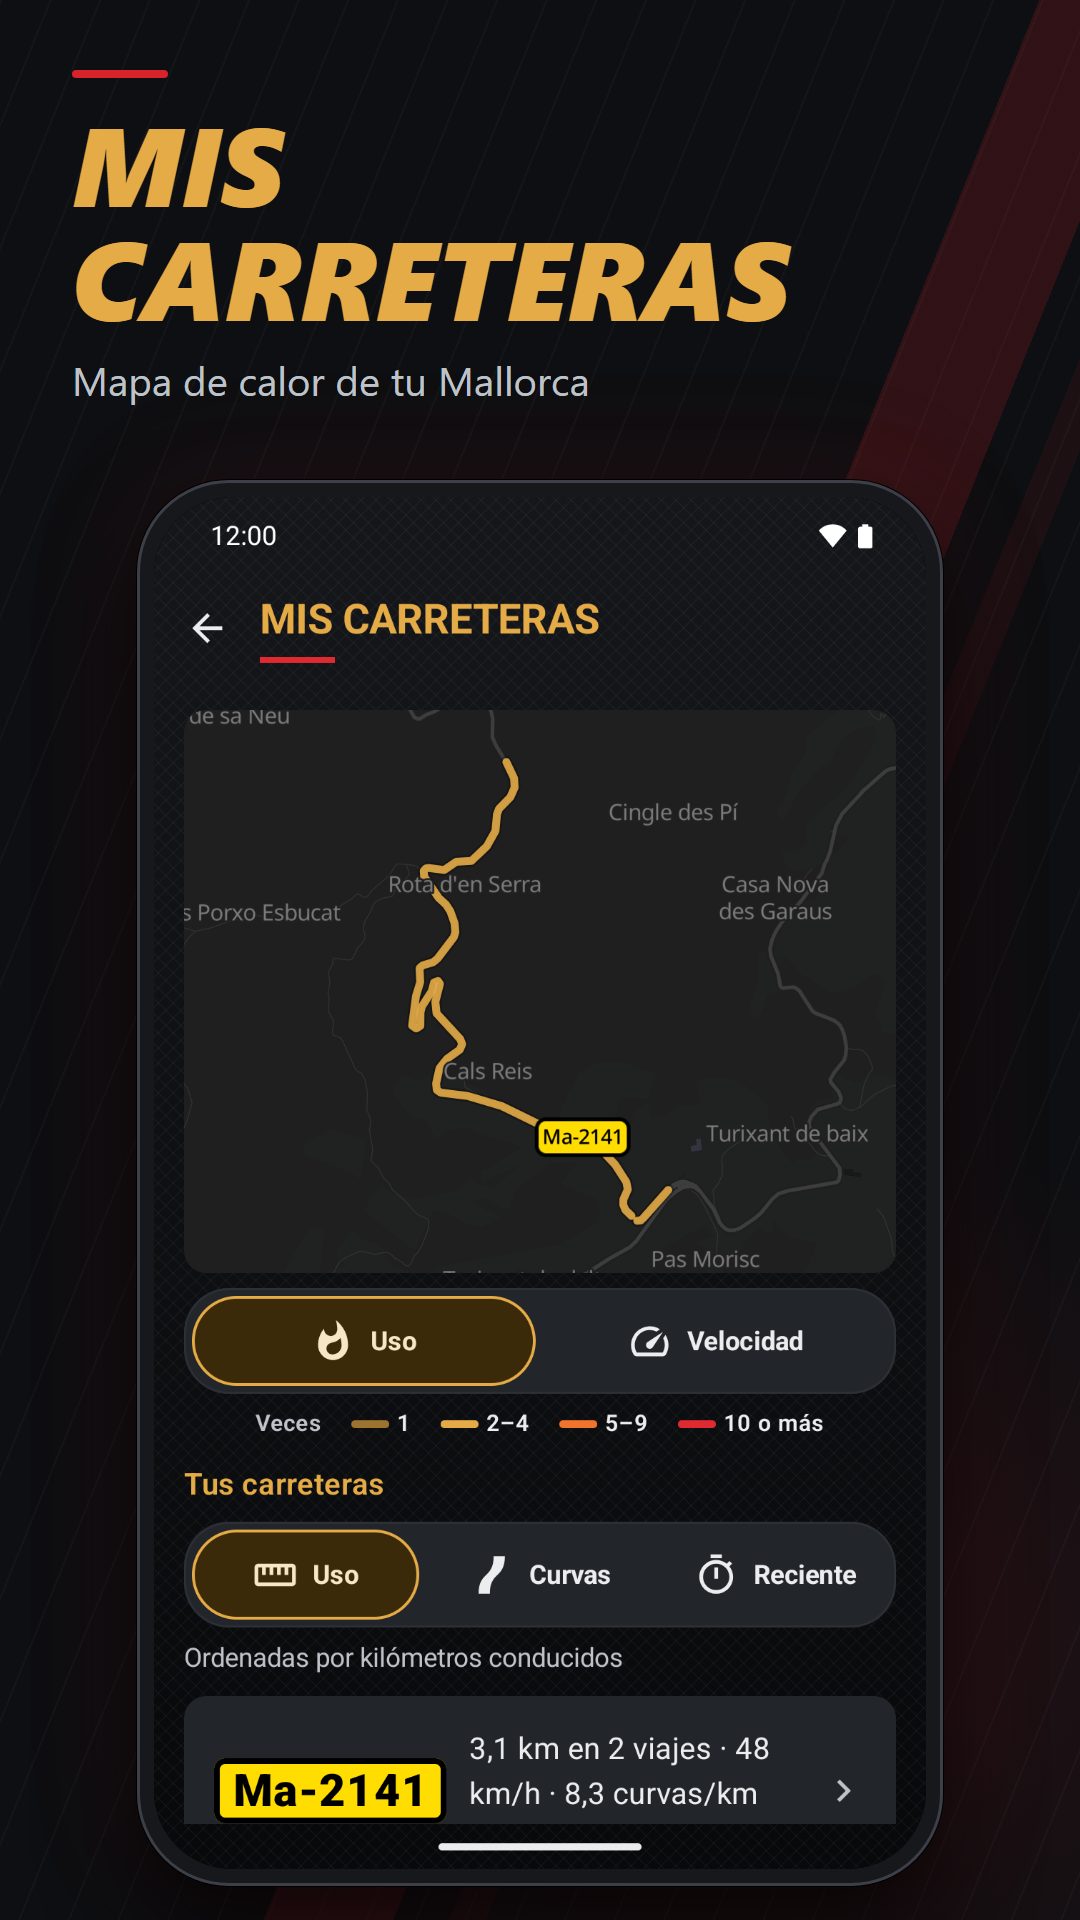 MIS
CARRETERAS
Mapa de calor de tu Mallorca
12:00
MIS CARRETERAS
de sa Neu
Cingle des Pí
Rota d'en Serra
Casa Nova
des Garaus
s Porxo Esbucat
Cals Reis
Ma-2141
Turixant de baix
Pas Morisc
Uso
Velocidad
Veces 1 2–4 5–9 10 o más
Tus carreteras
Uso
Curvas
Reciente
Ordenadas por kilómetros conducidos
Ma-2141
3,1 km en 2 viajes · 48
km/h · 8,3 curvas/km